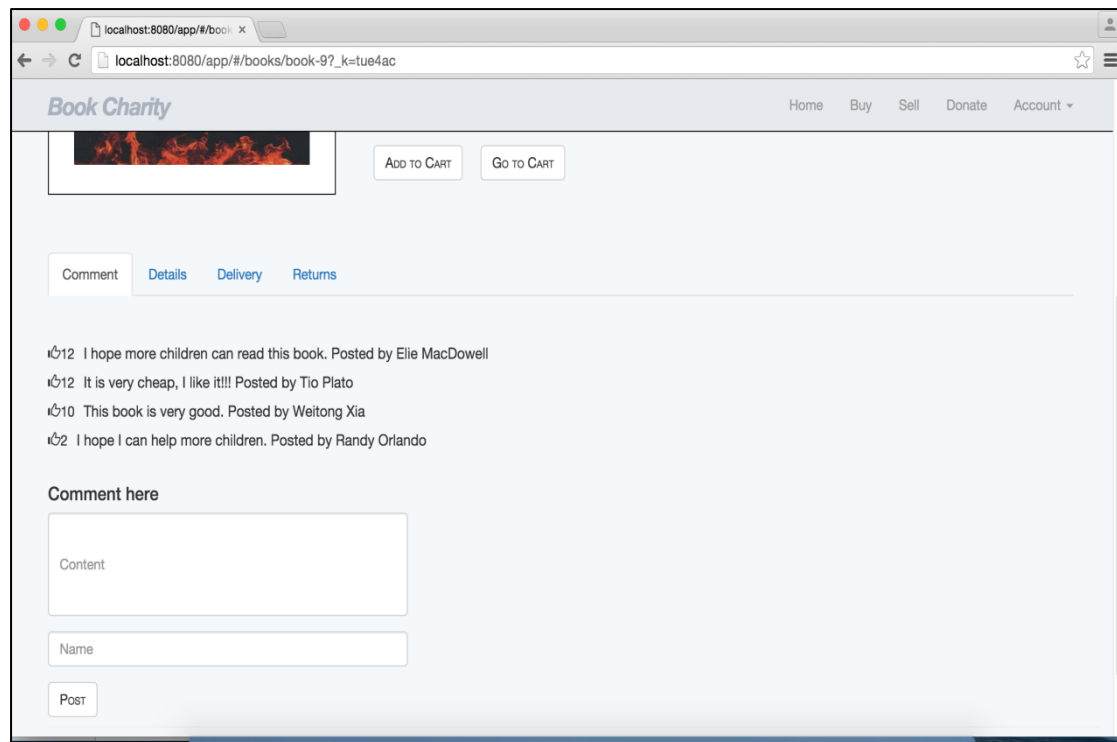 localhost:8080/app/#/book
localhost:8080/app/#/books/book-9?_k=tue4ac
Book Charity
Home Buy Sell Donate Account
ADD TO CART GO TO CART
Comment Details Delivery Returns
12 I hope more children can read this book. Posted by Elie MacDowell
12 It is very cheap, I like it!!! Posted by Tio Plato
10 This book is very good. Posted by Weitong Xia
2 I hope I can help more children. Posted by Randy Orlando
Comment here
Content
Name
POST